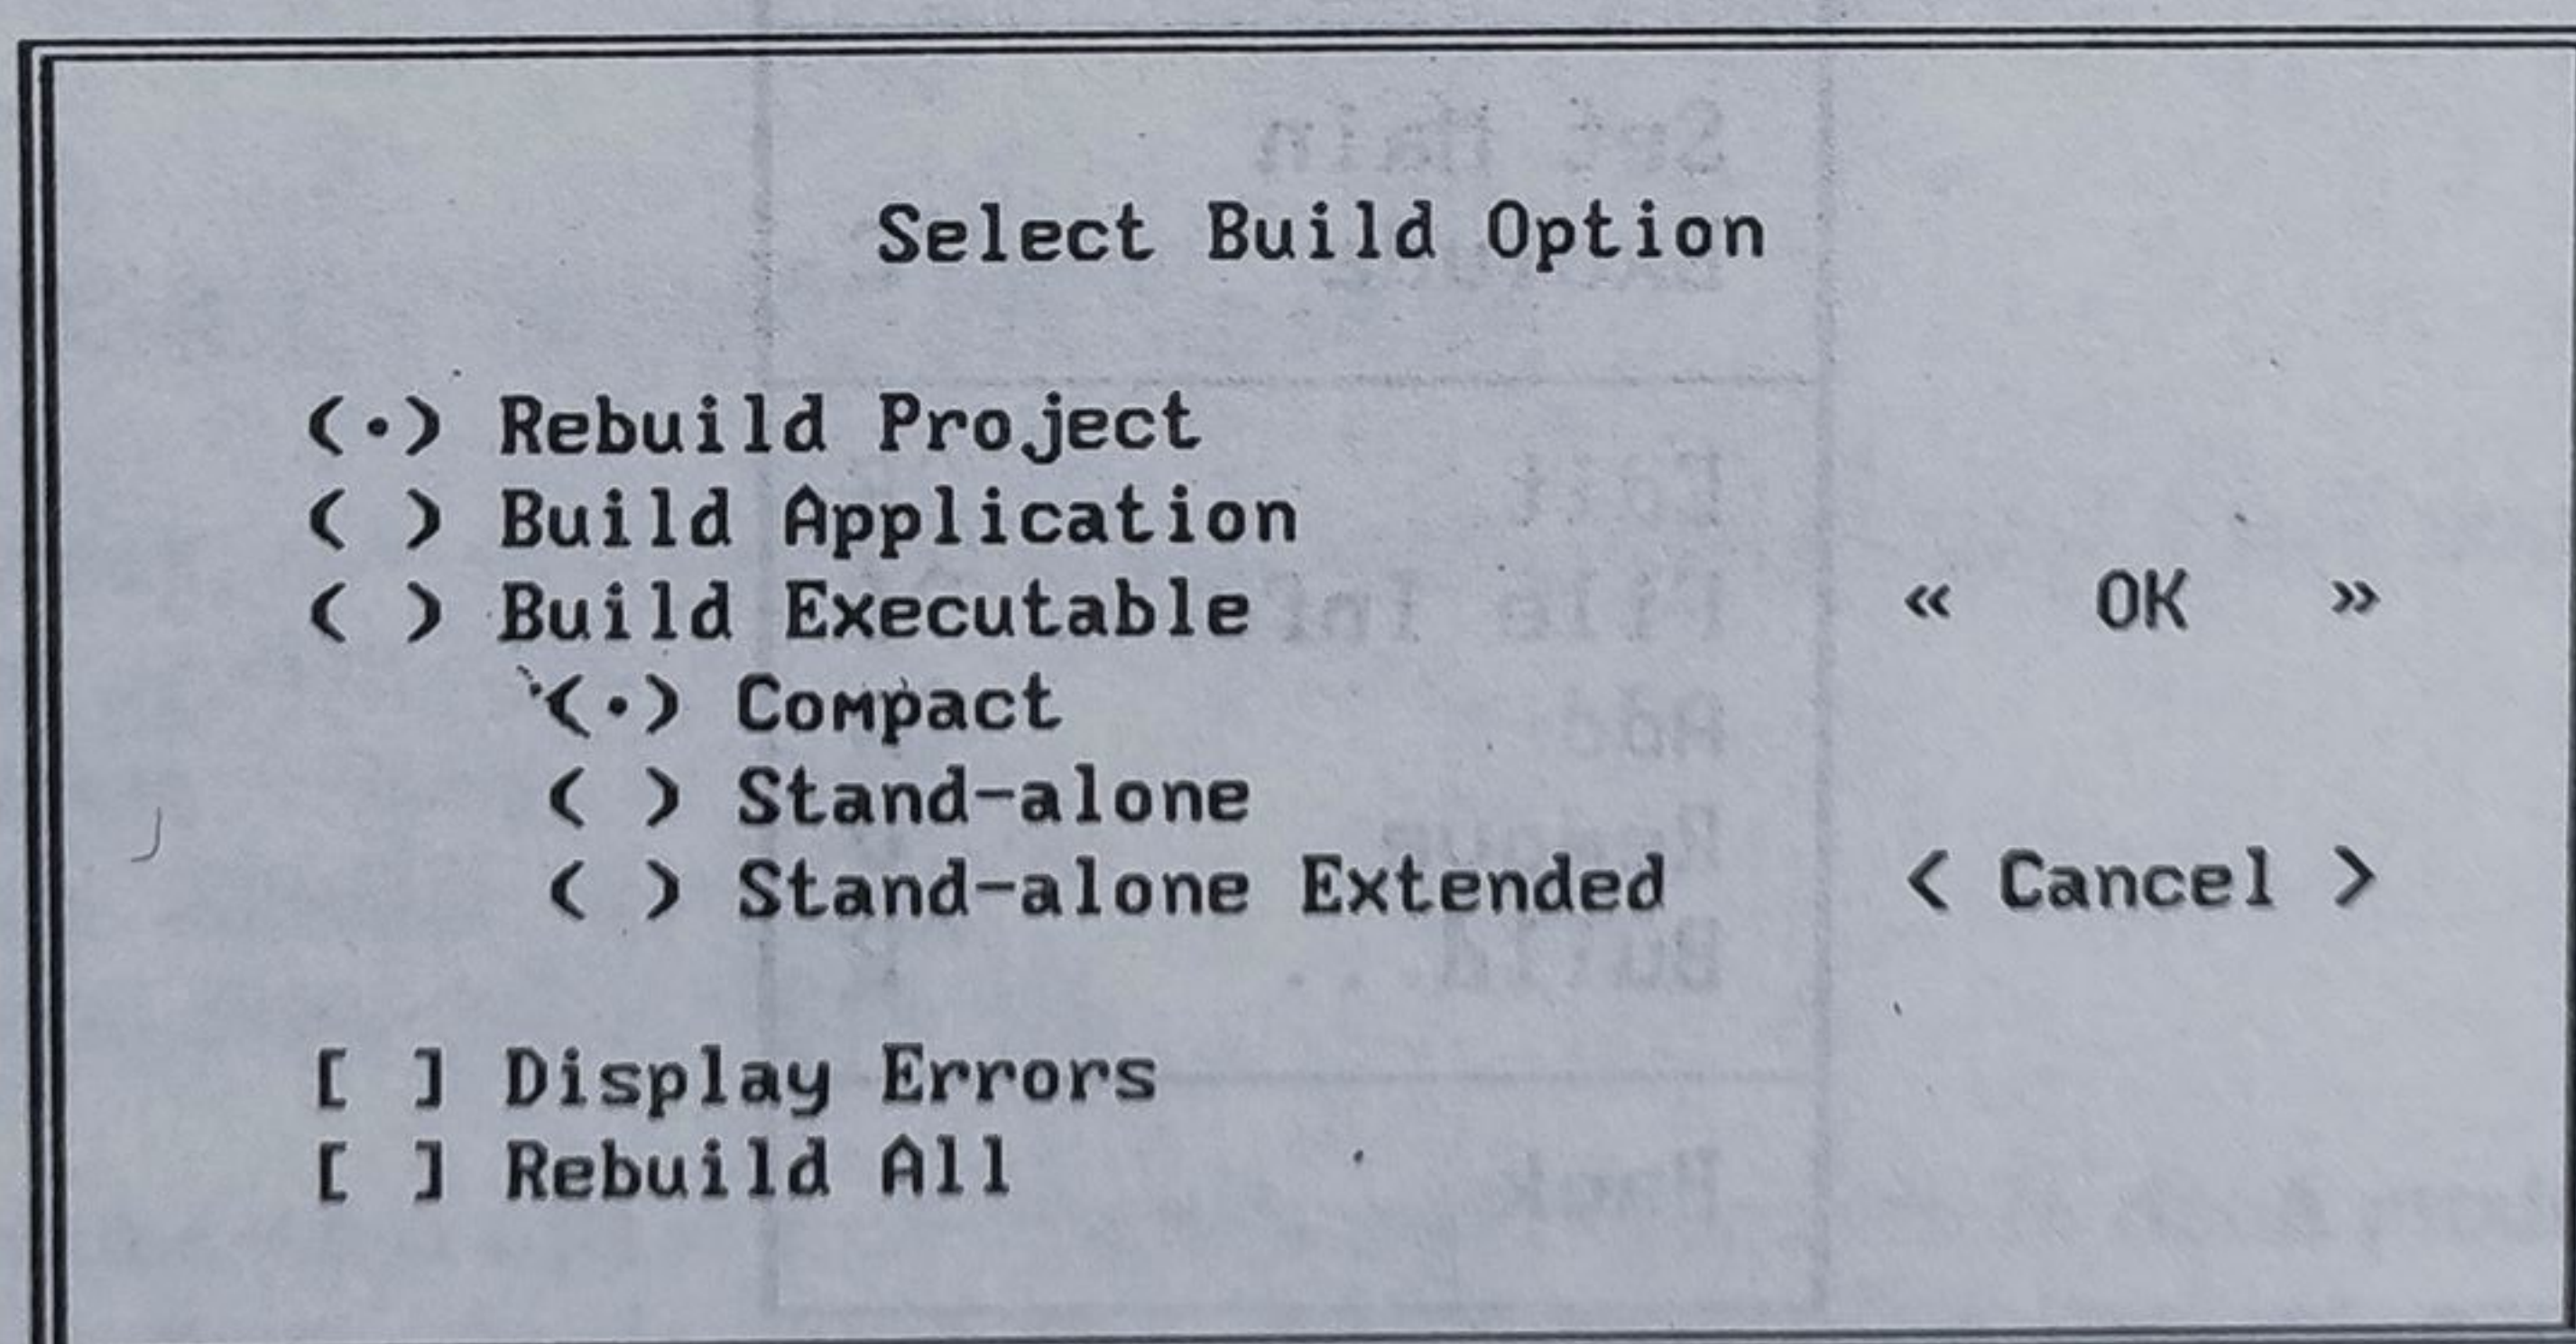 Select Build Option
(·) Rebuild Project
( ) Build Application
( ) Build Executable « OK »
(·) Compact
( ) Stand-alone
( ) Stand-alone Extended < Cancel >
[ ] Display Errors
[ ] Rebuild All